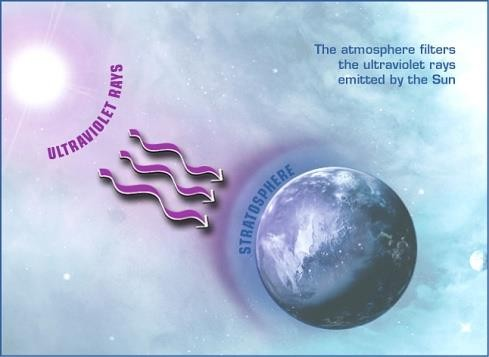 The atmosphere filters
the ultraviolet rays
emitted by the Sun
ULTRAVIOLET RAYS
STRATOSPHERE